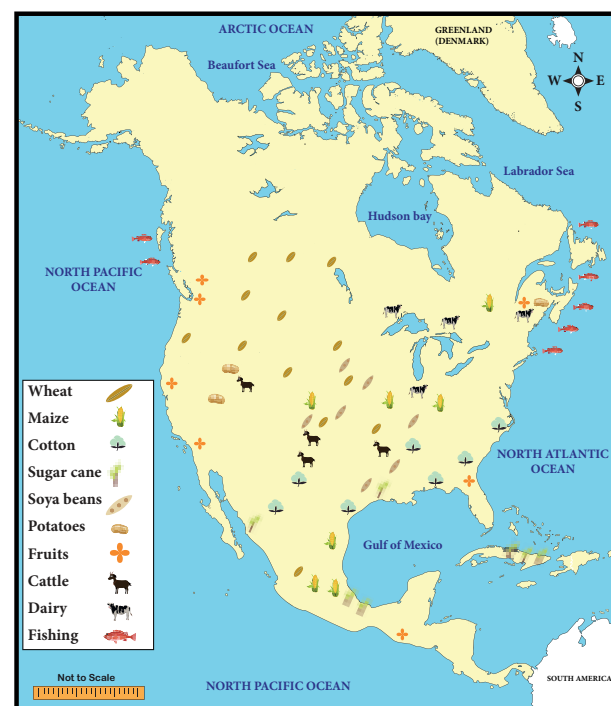 ARCTIC OCEAN
GREENLAND
(DENMARK)
Beaufort Sea
N
W
E
S
Labrador Sea
Hudson bay
NORTH PACIFIC
OCEAN
Wheat
Maize
Cotton
Sugar cane
Soya beans
Potatoes
Fruits
Cattle
Dairy
Fishing
NORTH ATLANTIC
OCEAN
Gulf of Mexico
Not to Scale
NORTH PACIFIC OCEAN
SOUTH AMERICA